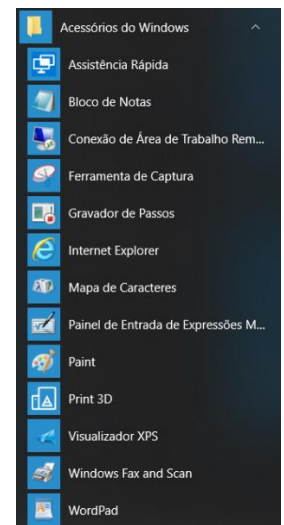 Acessórios do Windows
Assistência Rápida
Bloco de Notas
Conexão de Área de Trabalho Rem...
Ferramenta de Captura
Gravador de Passos
Internet Explorer
Mapa de Caracteres
Painel de Entrada de Expressões M...
Paint
Print 3D
Visualizador XPS
Windows Fax and Scan
WordPad